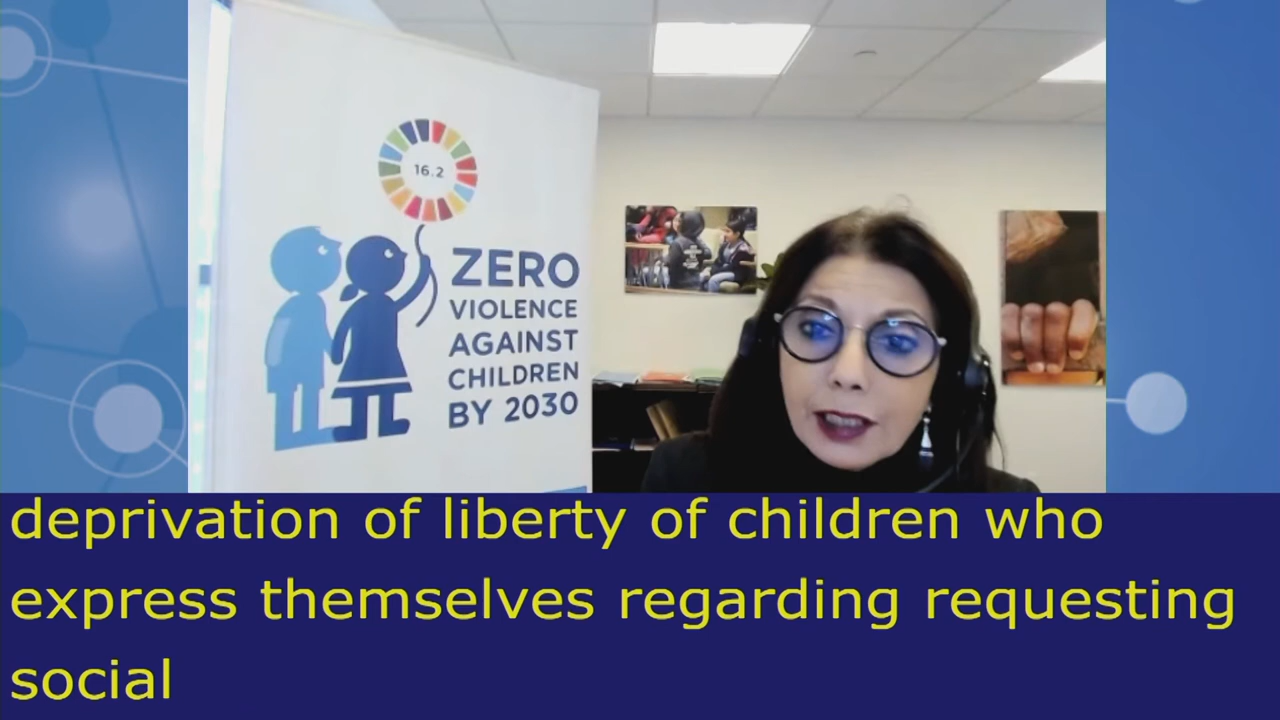 16.2
ZERO
VIOLENCE
AGAINST
CHILDREN
BY 2030
deprivation of liberty of children who
express themselves regarding requesting
social